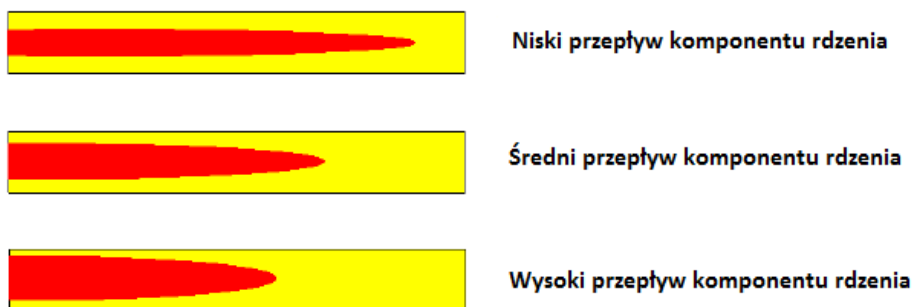 Niski przepływ komponentu rdzenia
Średni przepływ komponentu rdzenia
Wysoki przepływ komponentu rdzenia